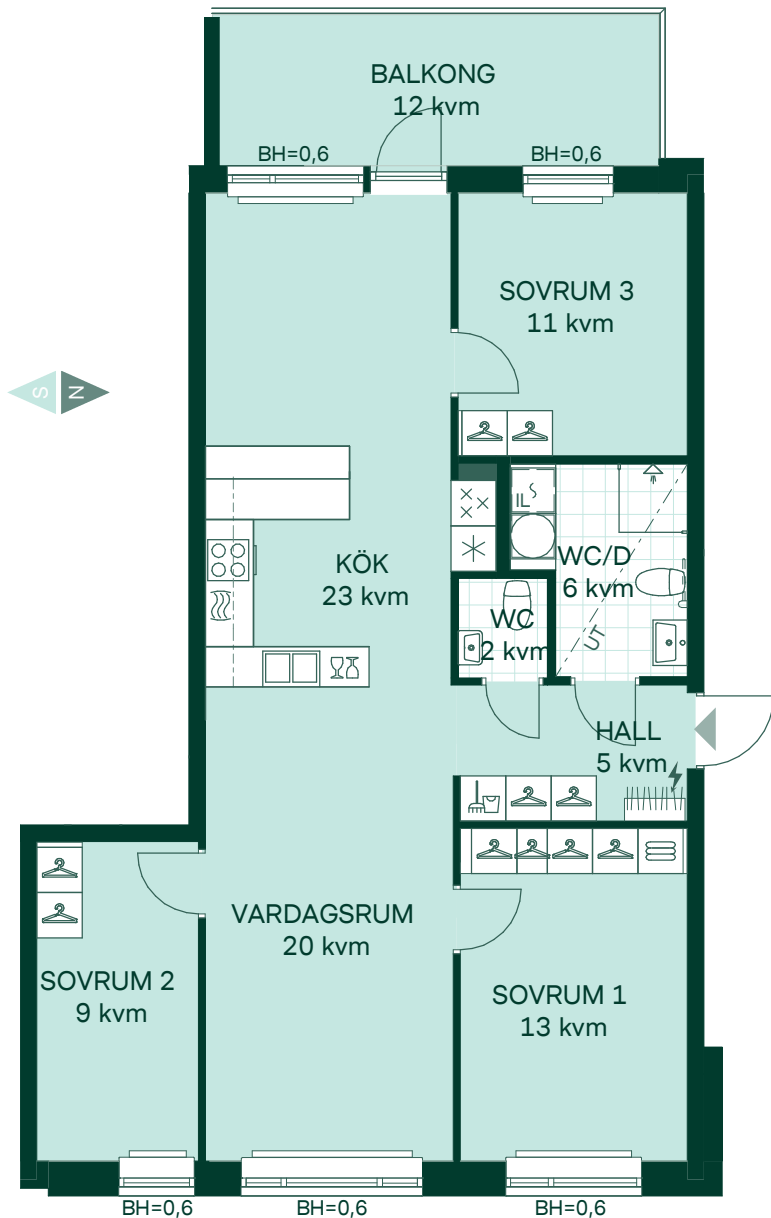 BALKONG
12 kvm
BH=0,6
BH=0,6
SOVRUM 3
11 kvm
S
N
IL
KÖK
23 kvm
WC/D
6 kvm
WC
2 kvm
UT
HALL
5 kvm
VARDAGSRUM
20 kvm
SOVRUM 2
9 kvm
SOVRUM 1
13 kvm
BH=0,6
BH=0,6
BH=0,6